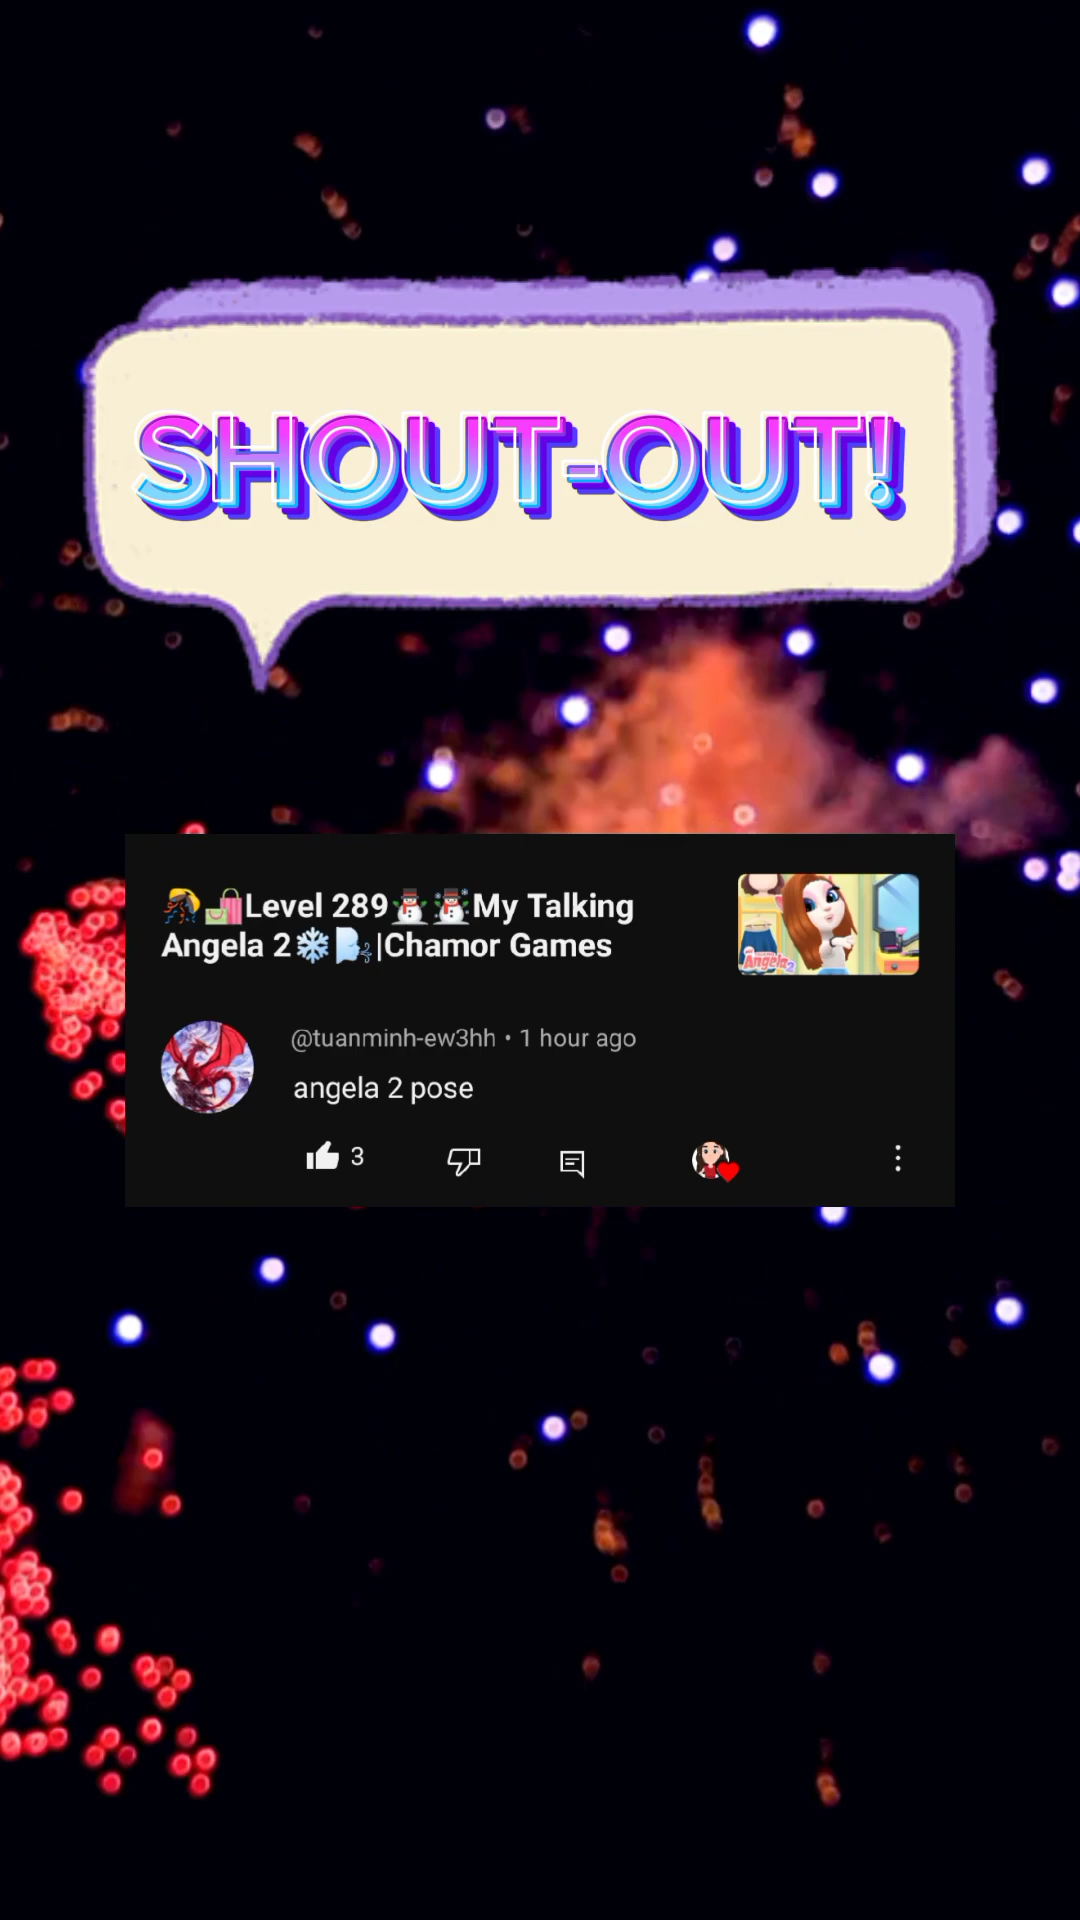 SHOUT-OUT!
🎊🛍️Level 289⛄☃️My Talking
Angela 2❄️🌬️|Chamor Games
Angela2
@tuanminh-ew3hh • 1 hour ago
angela 2 pose
3